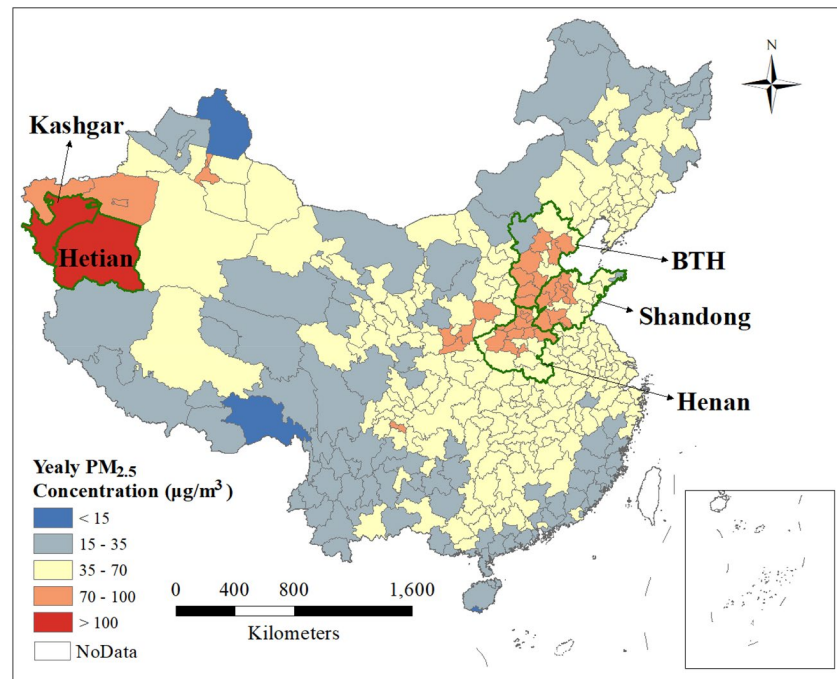 N
Kashgar
Hetian
BTH
Shandong
Henan
Yealy PM2.5
Concentration (µg/m³)
< 15
15 - 35
35 - 70
70 - 100
> 100
NoData
0 400 800 1,600
Kilometers